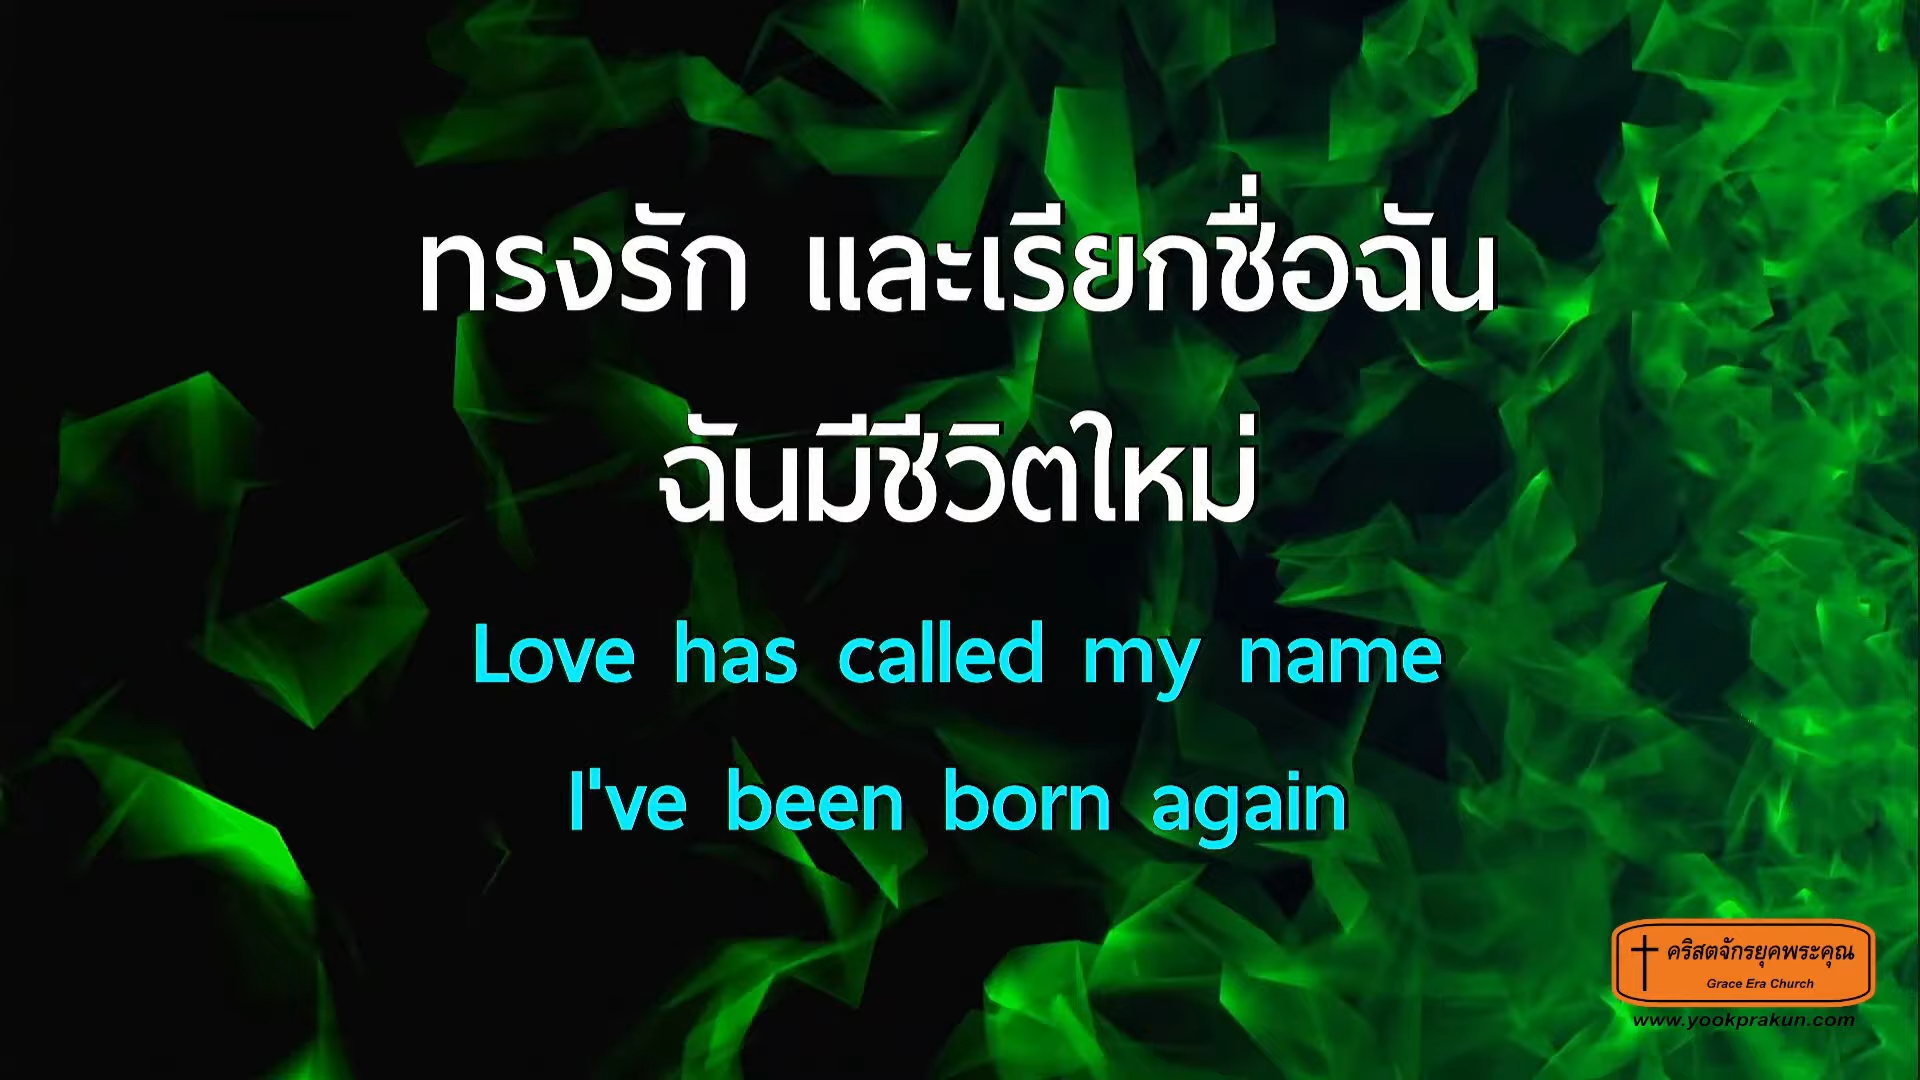 ทรงรัก และเรียกชื่อฉัน
ฉันมีชีวิตใหม่
Love has called my name
I've been born again
คริสตจักรยุคพระคุณ
Grace Era Church
www.yookprakun.com